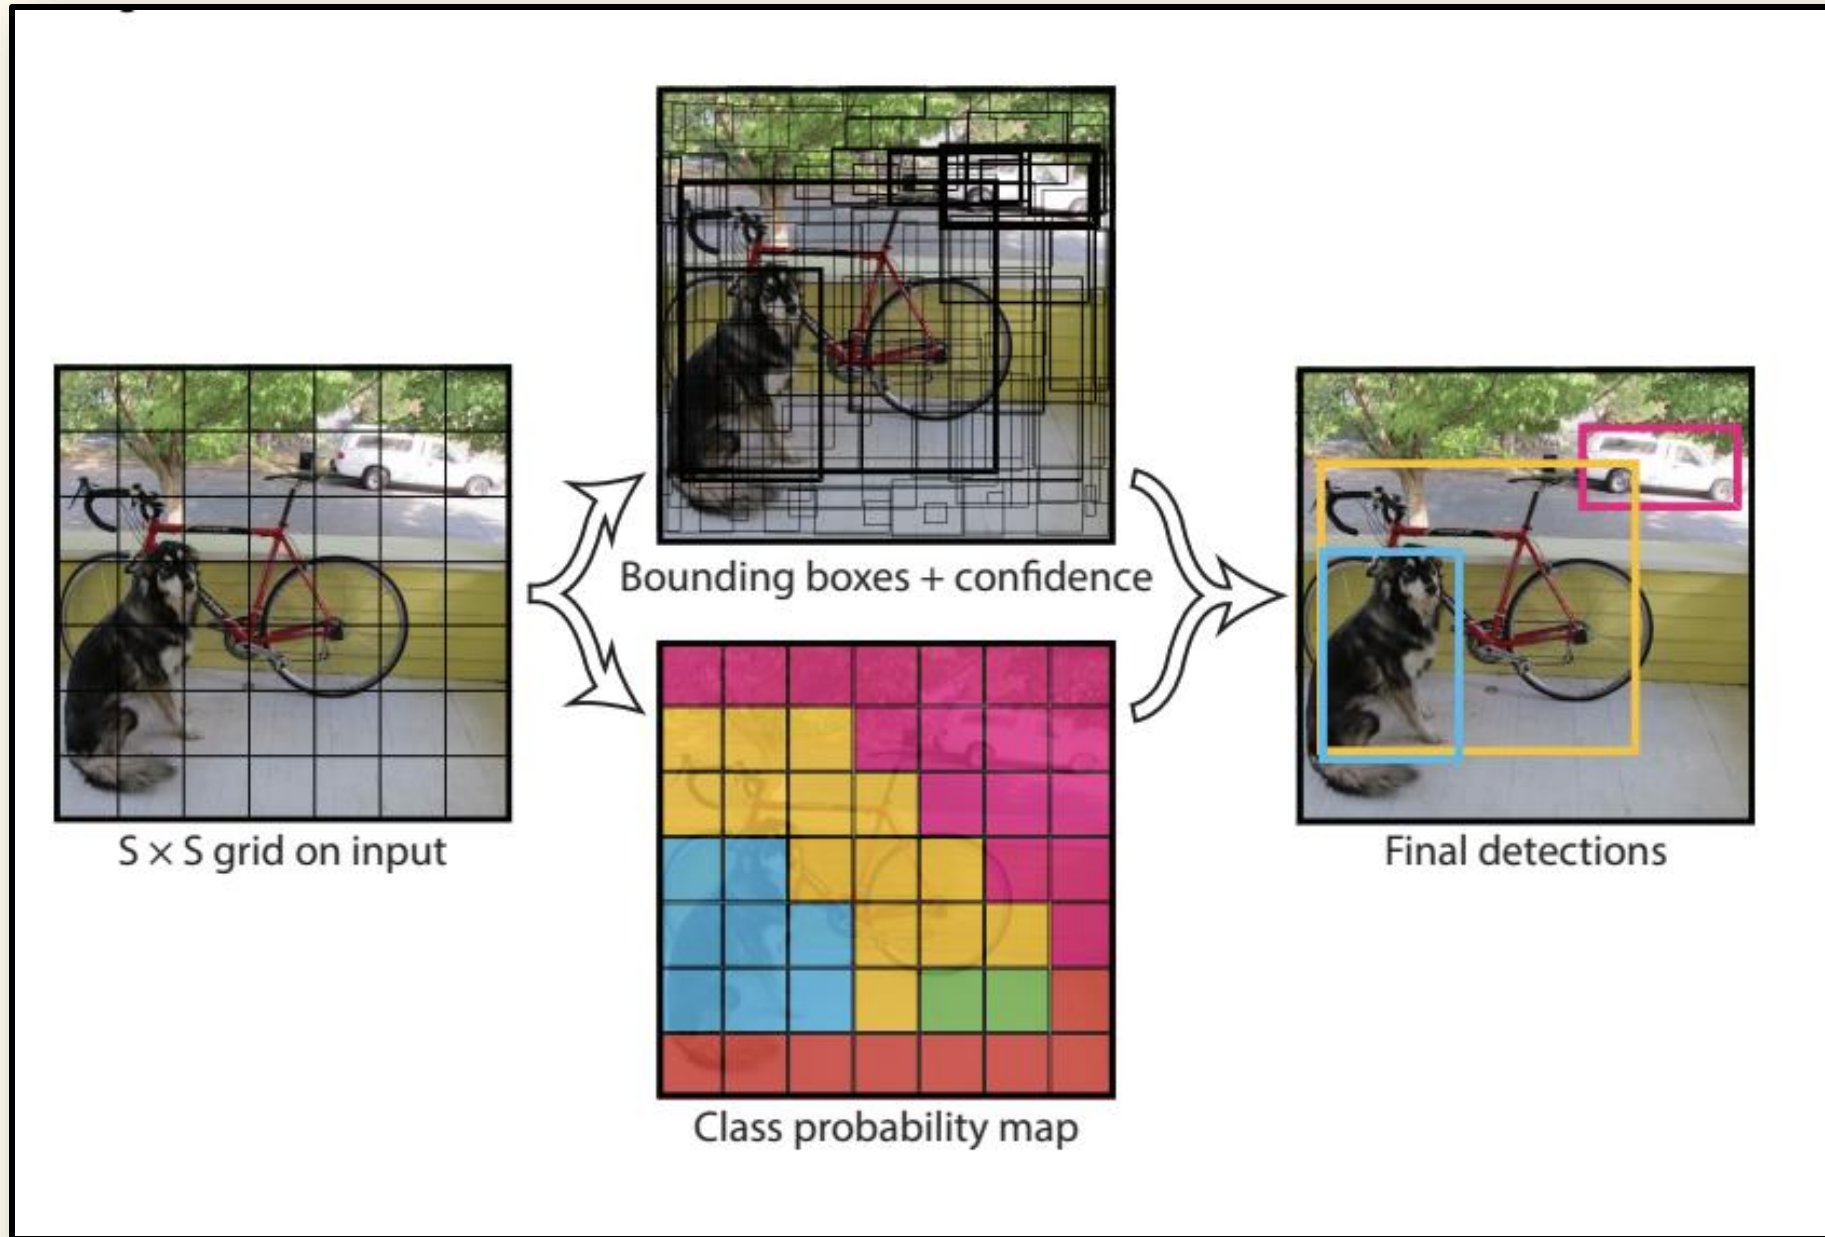 Bounding boxes + confidence
S × S grid on input
Final detections
Class probability map